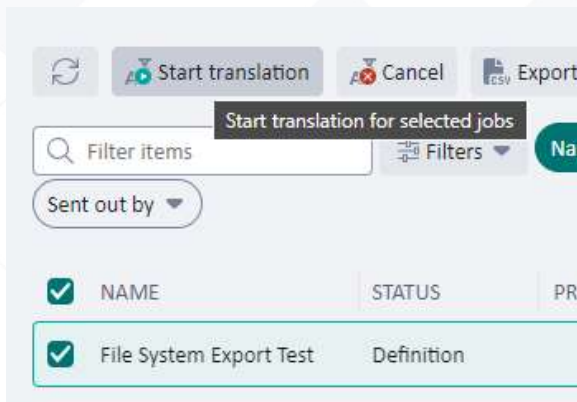 Start translation Cancel CSV Export
Start translation for selected jobs
Filter items Filters Na
Sent out by
NAME STATUS PR
File System Export Test Definition